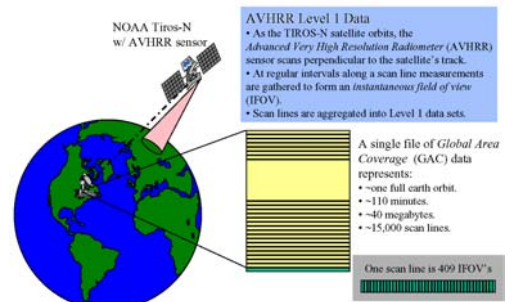 NOAA Tiros-N
w/ AVHRR sensor
AVHRR Level 1 Data
• As the TIROS-N satellite orbits, the
Advanced Very High Resolution Radiometer (AVHRR)
sensor scans perpendicular to the satellite's track.
• At regular intervals along a scan line measurements
are gathered to form an instantaneous field of view
(IFOV).
• Scan lines are aggregated into Level 1 data sets.
A single file of Global Area
Coverage (GAC) data
represents:
• ~one full earth orbit.
• ~110 minutes.
• ~40 megabytes.
• ~15,000 scan lines.
One scan line is 409 IFOV's